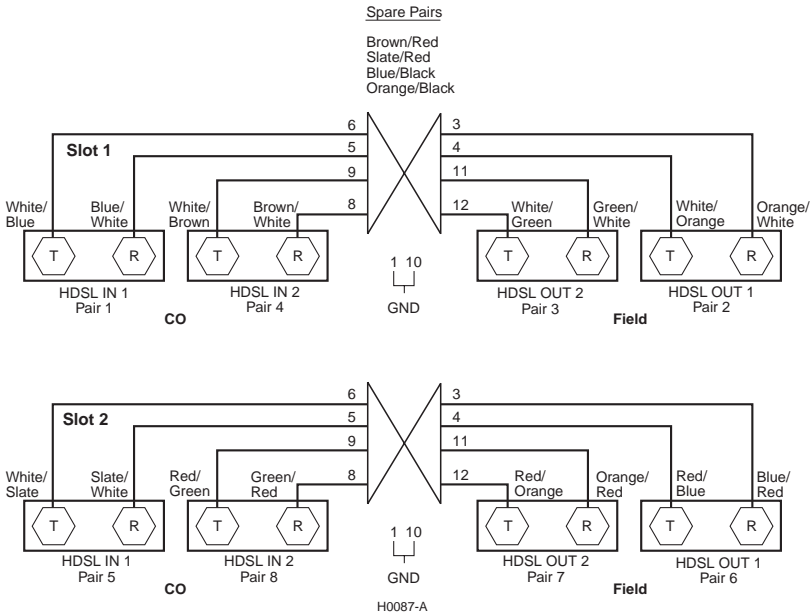 Spare Pairs
Brown/Red
Slate/Red
Blue/Black
Orange/Black
6
3
Slot 1
5
4
9
11
8
12
White/
Blue
Blue/
White
White/
Brown
Brown/
White
White/
Green
Green/
White
White/
Orange
Orange/
White
T
R
T
R
T
R
T
R
HDSL IN 1
Pair 1
HDSL IN 2
Pair 4
1 10
GND
HDSL OUT 2
Pair 3
HDSL OUT 1
Pair 2
CO
Field
6
3
Slot 2
5
4
9
11
8
12
White/
Slate
Slate/
White
Red/
Green
Green/
Red
Red/
Orange
Orange/
Red
Red/
Blue
Blue/
Red
T
R
T
R
T
R
T
R
HDSL IN 1
Pair 5
HDSL IN 2
Pair 8
1 10
GND
HDSL OUT 2
Pair 7
HDSL OUT 1
Pair 6
CO
Field
H0087-A